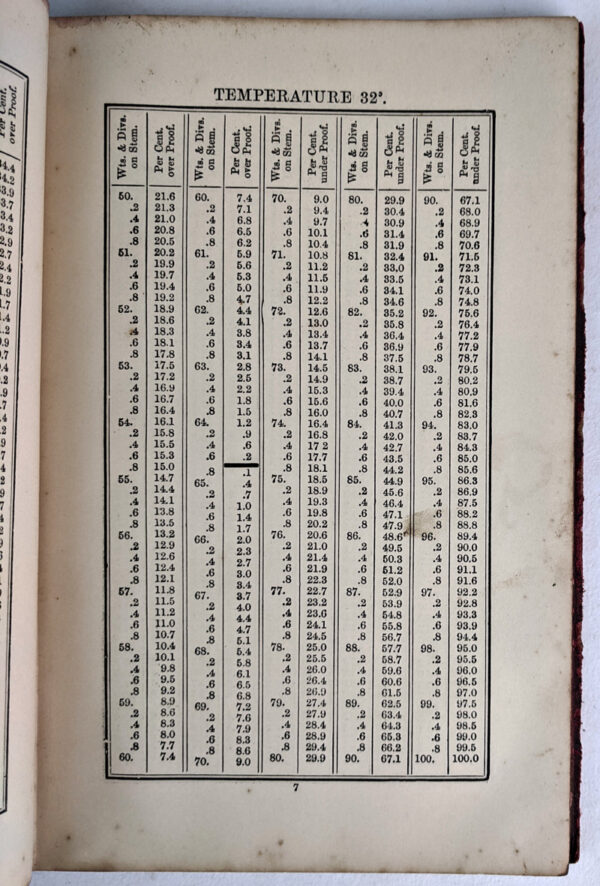 Per Cent. over Proof.
TEMPERATURE 32°.
Wts. & Divs. on Stem. Per Cent. over Proof. Wts. & Divs. on Stem. Per Cent. over Proof. Wts. & Divs. on Stem. Per Cent. under Proof. Wts. & Divs. on Stem. Per Cent. under Proof. Wts. & Divs. on Stem. Per Cent. under Proof.
50. 21.6 60. 7.4 70. 9.0 80. 29.9 90. 67.1
.2 21.3 .2 7.1 .2 9.4 .2 30.4 .2 68.0
.4 21.0 .4 6.8 .4 9.7 .4 30.9 .4 68.9
.6 20.8 .6 6.5 .6 10.1 .6 31.4 .6 69.7
.8 20.5 .8 6.2 .8 10.4 .8 31.9 .8 70.6
51. 20.2 61. 5.9 71. 10.8 81. 32.4 91. 71.5
.2 19.9 .2 5.6 .2 11.2 .2 33.0 .2 72.3
.4 19.7 .4 5.3 .4 11.5 .4 33.5 .4 73.1
.6 19.4 .6 5.0 .6 11.9 .6 34.1 .6 74.0
.8 19.2 .8 4.7 .8 12.2 .8 34.6 .8 74.8
52. 18.9 62. 4.4 72. 12.6 82. 35.2 92. 75.6
.2 18.6 .2 4.1 .2 13.0 .2 35.8 .2 76.4
.4 18.3 .4 3.8 .4 13.4 .4 36.4 .4 77.2
.6 18.1 .6 3.4 .6 13.7 .6 36.9 .6 77.9
.8 17.8 .8 3.1 .8 14.1 .8 37.5 .8 78.7
53. 17.5 63. 2.8 73. 14.5 83. 38.1 93. 79.5
.2 17.2 .2 2.5 .2 14.9 .2 38.7 .2 80.2
.4 16.9 .4 2.2 .4 15.3 .4 39.4 .4 80.9
.6 16.7 .6 1.8 .6 15.6 .6 40.0 .6 81.6
.8 16.4 .8 1.5 .8 16.0 .8 40.7 .8 82.3
54. 16.1 64. 1.2 74. 16.4 84. 41.3 94. 83.0
.2 15.8 .2 .9 .2 16.8 .2 42.0 .2 83.7
.4 15.5 .4 .6 .4 17 2 .4 42.7 .4 84.3
.6 15.3 .6 .2 .6 17.7 .6 43.5 .6 85.0
.8 15.0 .8 .1 .8 18.1 .8 44.2 .8 85.6
55. 14.7 65. .4 75. 18.5 85. 44.9 95. 86.3
.2 14.4 .2 .7 .2 18.9 .2 45.6 .2 86.9
.4 14.1 .4 1.0 .4 19.3 .4 46.4 .4 87.5
.6 13.8 .6 1.4 .6 19.8 .6 47.1 .6 88.2
.8 13.5 .8 1.7 .8 20.2 .8 47.9 .8 88.8
56. 13.2 66. 2.0 76. 20.6 86. 48.6 96. 89.4
.2 12.9 .2 2.3 .2 21.0 .2 49.5 .2 90.0
.4 12.6 .4 2.7 .4 21.4 .4 50.3 .4 90.5
.6 12.4 .6 3.0 .6 21.9 .6 51.2 .6 91.1
.8 12.1 .8 3.4 .8 22.3 .8 52.0 .8 91.6
57. 11.8 67. 3.7 77. 22.7 87. 52.9 97. 92.2
.2 11.5 .2 4.0 .2 23.2 .2 53.9 .2 92.8
.4 11.2 .4 4.4 .4 23.6 .4 54.8 .4 93.3
.6 11.0 .6 4.7 .6 24.1 .6 55.8 .6 93.9
.8 10.7 .8 5.1 .8 24.5 .8 56.7 .8 94.4
58. 10.4 68. 5.4 78. 25.0 88. 57.7 98. 95.0
.2 10.1 .2 5.8 .2 25.5 .2 58.7 .2 95.5
.4 9.8 .4 6.1 .4 26.0 .4 59.6 .4 96.0
.6 9.5 .6 6.5 .6 26.4 .6 60.6 .6 96.5
.8 9.2 .8 6.8 .8 26.9 .8 61.5 .8 97.0
59. 8.9 69. 7.2 79. 27.4 89. 62.5 99. 97.5
.2 8.6 .2 7.6 .2 27.9 .2 63.4 .2 98.0
.4 8.3 .4 7.9 .4 28.4 .4 64.3 .4 98.5
.6 8.0 .6 8.3 .6 28.9 .6 65.3 .6 99.0
.8 7.7 .8 8.6 .8 29.4 .8 66.2 .8 99.5
60. 7.4 70. 9.0 80. 29.9 90. 67.1 100. 100.0
7